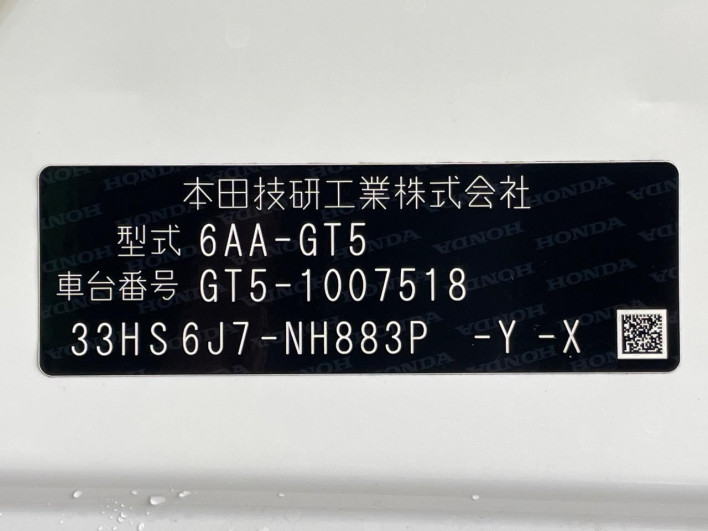 本田技研工業株式会社
型式 6AA-GT5
車台番号 GT5-1007518
33HS6J7-NH883P -Y-X